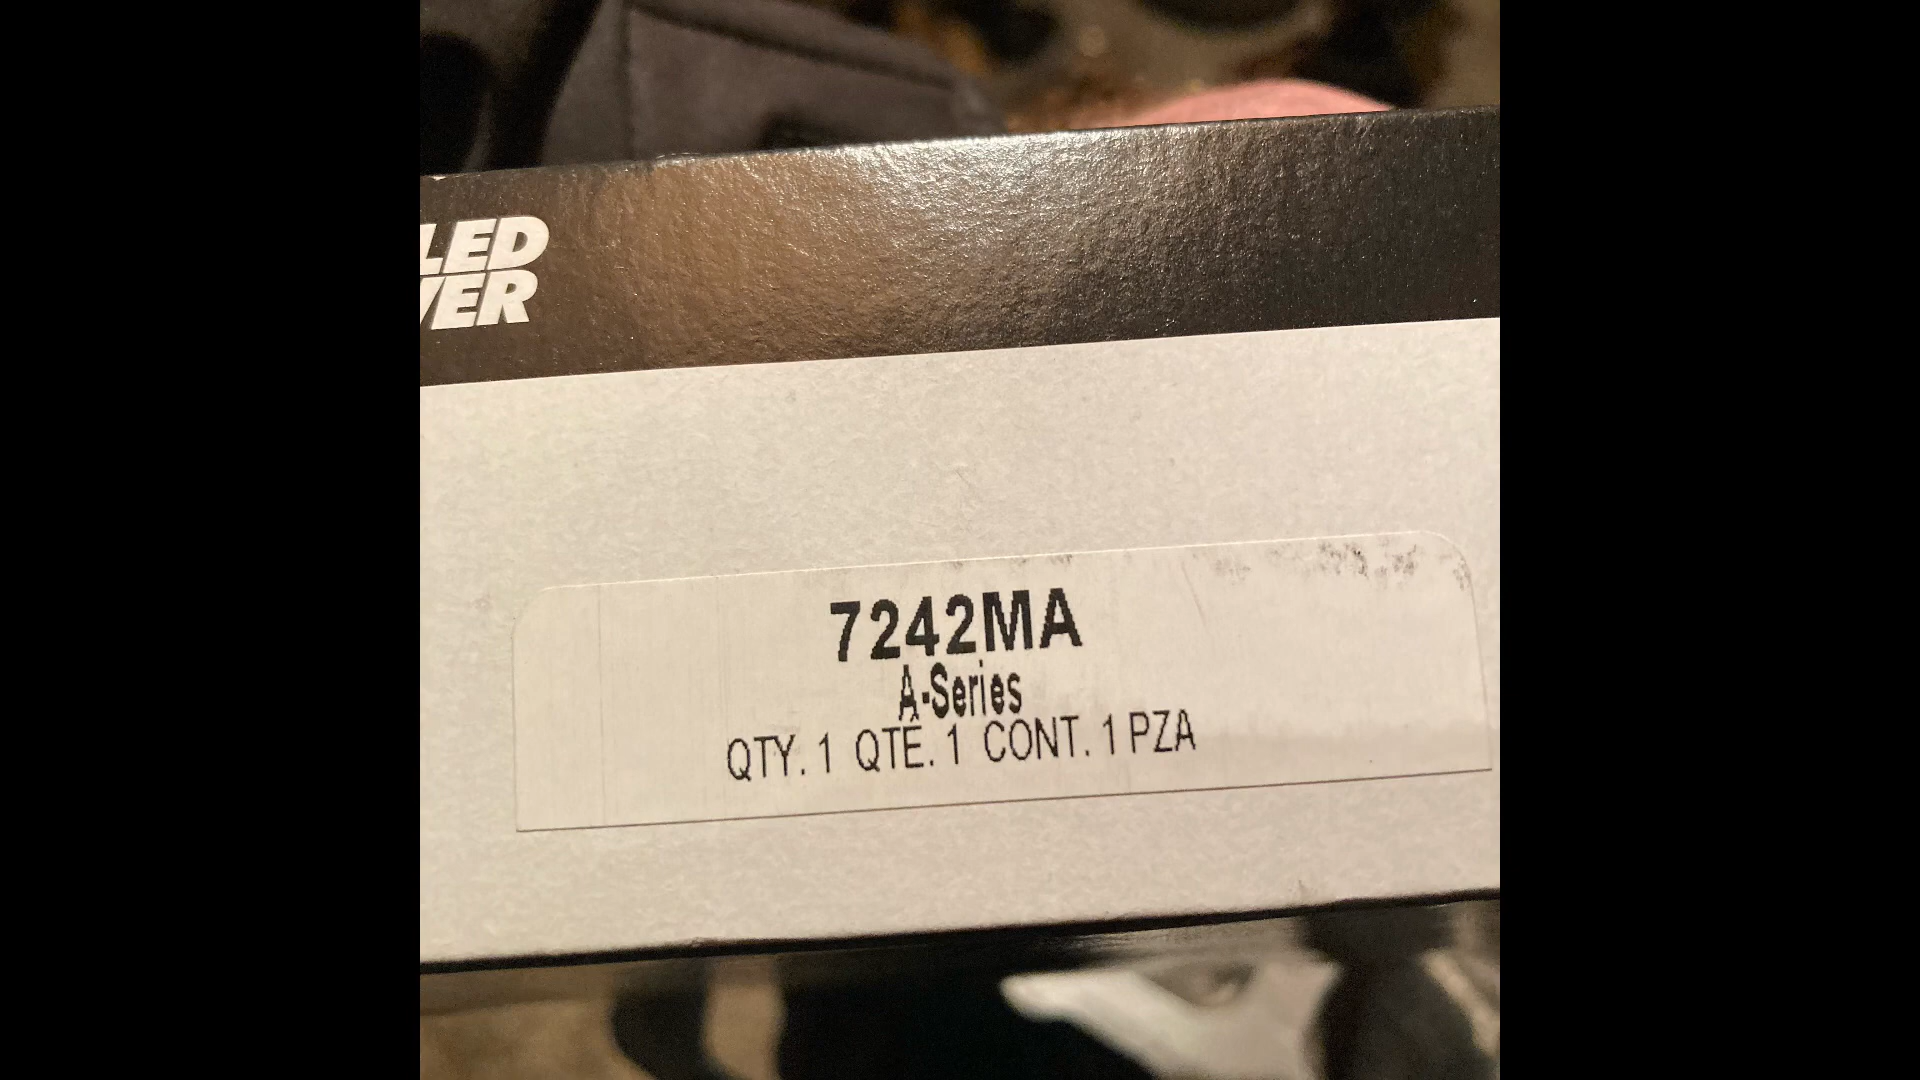 LED
VER
7242MA
A-Series
QTY. 1 QTÉ. 1 CONT. 1 PZA